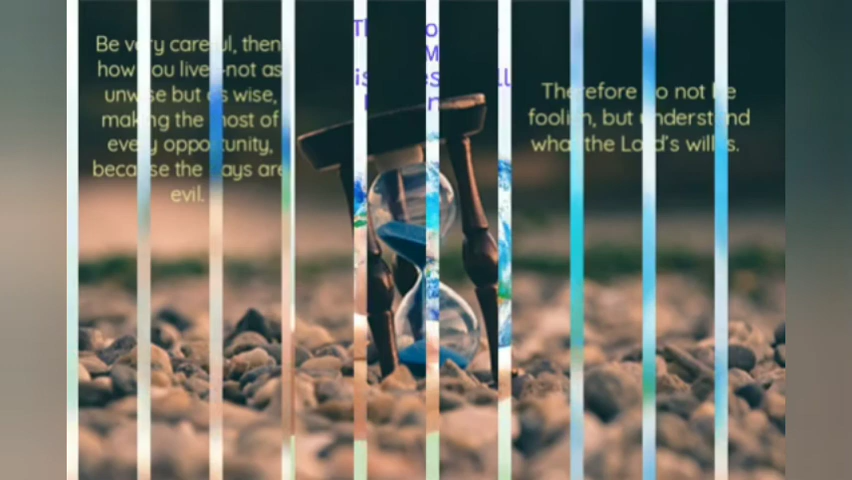 Be very careful, then
how you live-not as
unwise but as wise,
making the most of
every opportunity,
because the days are
evil.
Therefore do not be
foolish, but understand
what the Lord's will is.